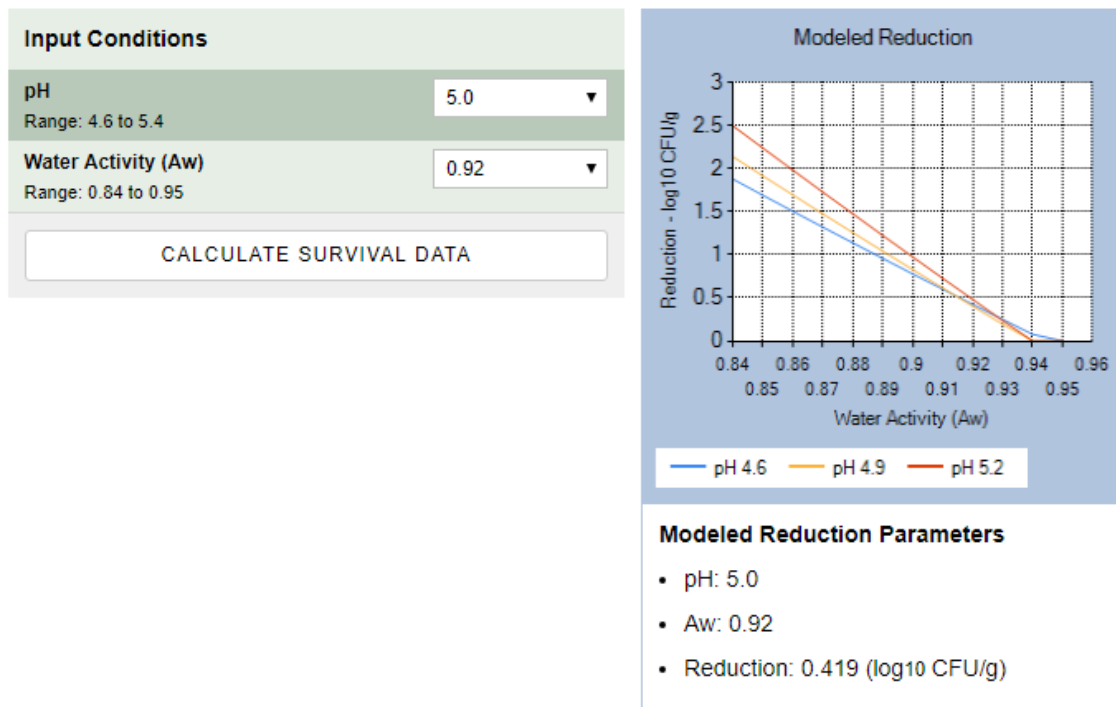 Input Conditions
pH
Range: 4.6 to 5.4
5.0
Water Activity (Aw)
Range: 0.84 to 0.95
0.92
CALCULATE SURVIVAL DATA
Modeled Reduction
Reduction - log10 CFU/g
3
2.5
2
1.5
1
0.5
0
0.84 0.86 0.88 0.9 0.92 0.94 0.96
0.85 0.87 0.89 0.91 0.93 0.95
Water Activity (Aw)
pH 4.6 pH 4.9 pH 5.2
Modeled Reduction Parameters
• pH: 5.0
• Aw: 0.92
• Reduction: 0.419 (log10 CFU/g)